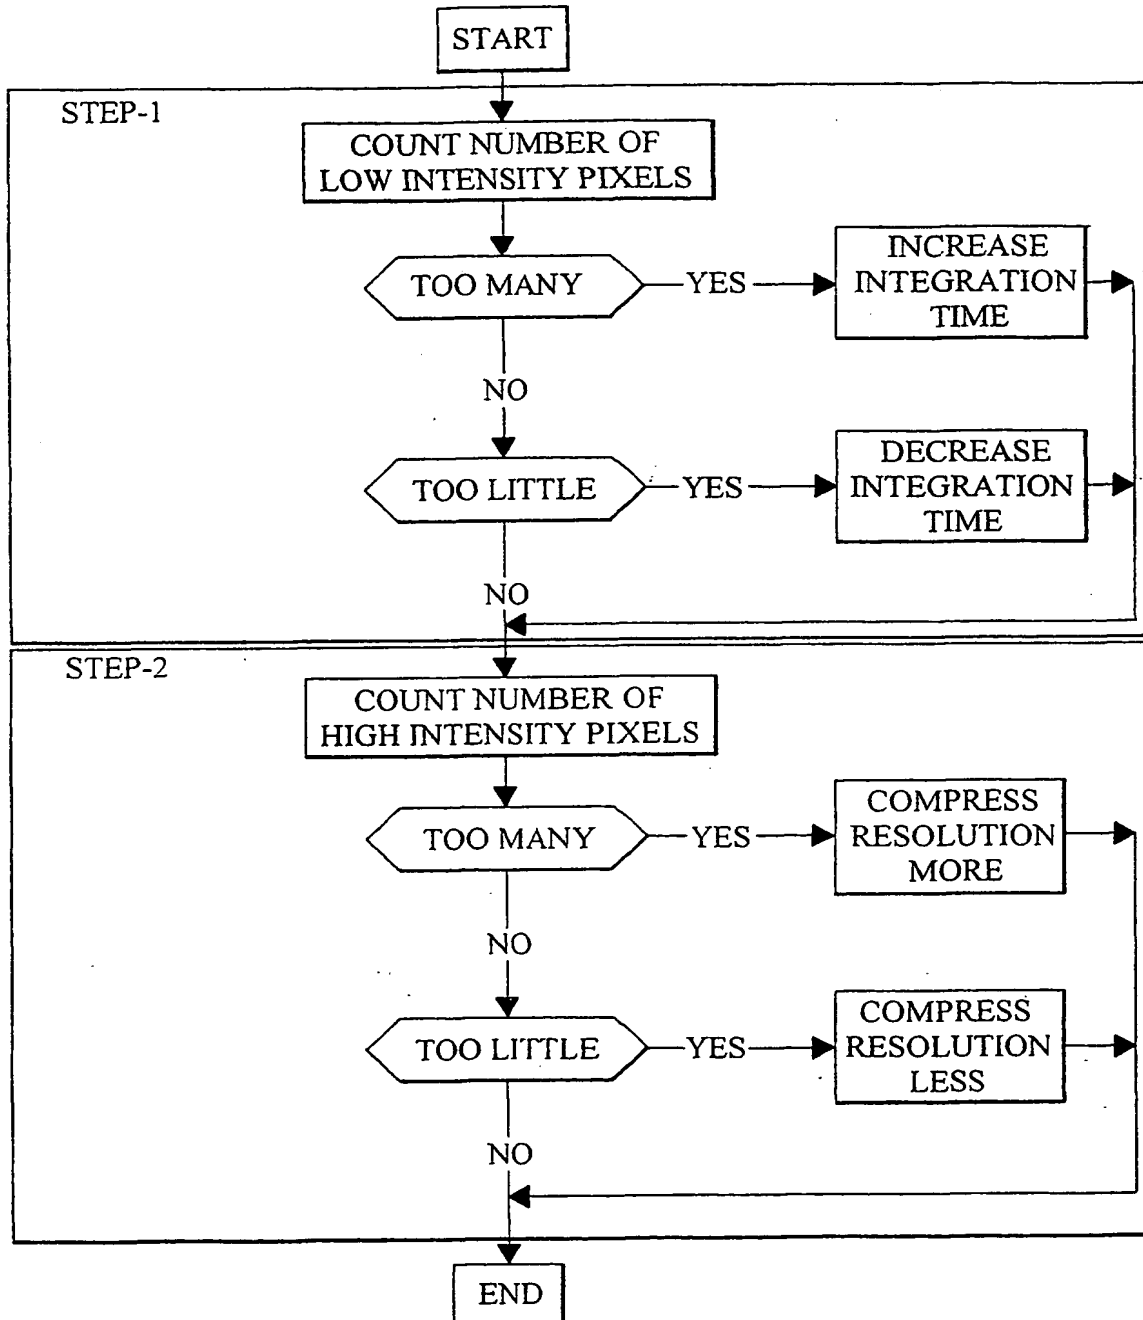 START
STEP-1
COUNT NUMBER OF
LOW INTENSITY PIXELS
TOO MANY
YES
INCREASE
INTEGRATION
TIME
NO
TOO LITTLE
YES
DECREASE
INTEGRATION
TIME
NO
STEP-2
COUNT NUMBER OF
HIGH INTENSITY PIXELS
TOO MANY
YES
COMPRESS
RESOLUTION
MORE
NO
TOO LITTLE
YES
COMPRESS
RESOLUTION
LESS
NO
END